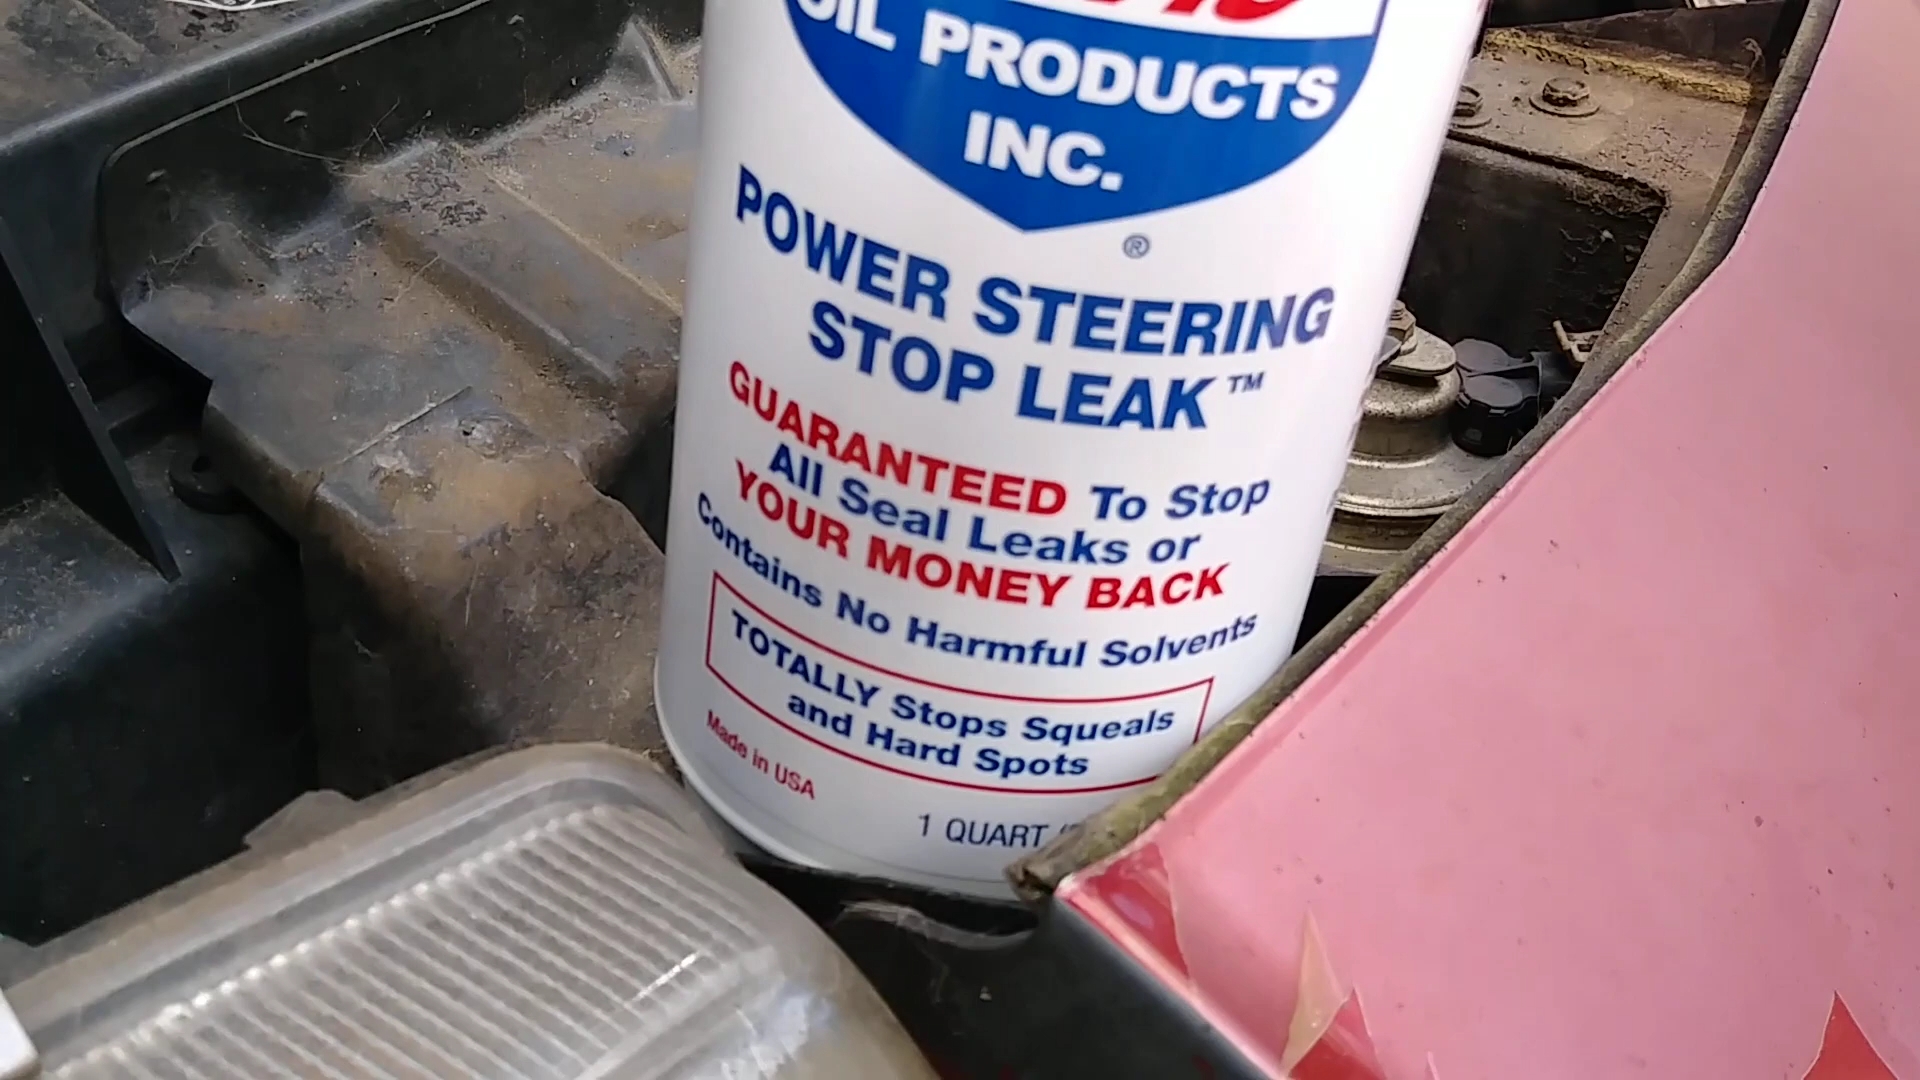 OIL PRODUCTS
INC.
®
POWER STEERING
STOP LEAK™
GUARANTEED To Stop
All Seal Leaks or
YOUR MONEY BACK
Contains No Harmful Solvents
TOTALLY Stops Squeals
and Hard Spots
Made in USA
1 QUART